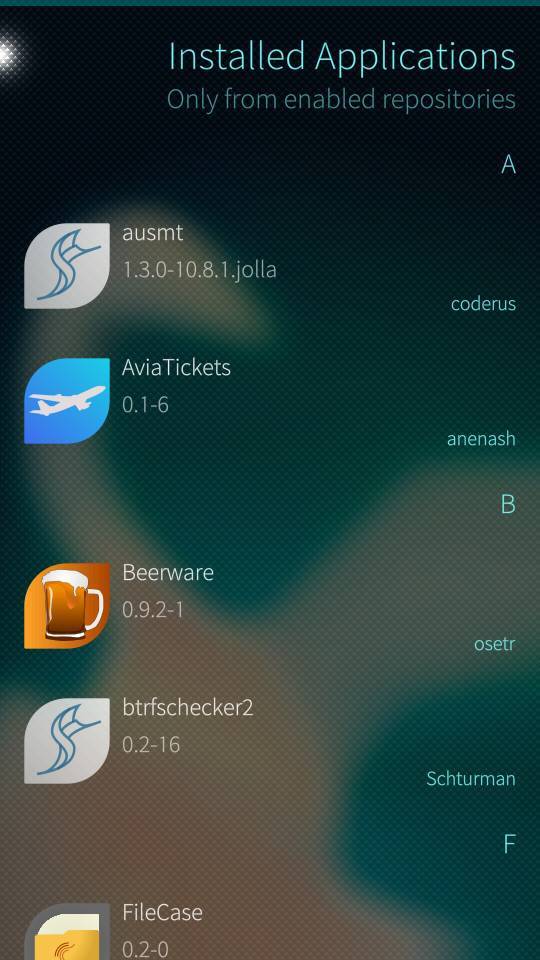 Installed Applications
Only from enabled repositories
A
ausmt
1.3.0-10.8.1.jolla
coderus
AviaTickets
0.1-6
anenash
B
Beerware
0.9.2-1
osetr
btrfschecker2
0.2-16
Schturman
F
FileCase
0.2-0